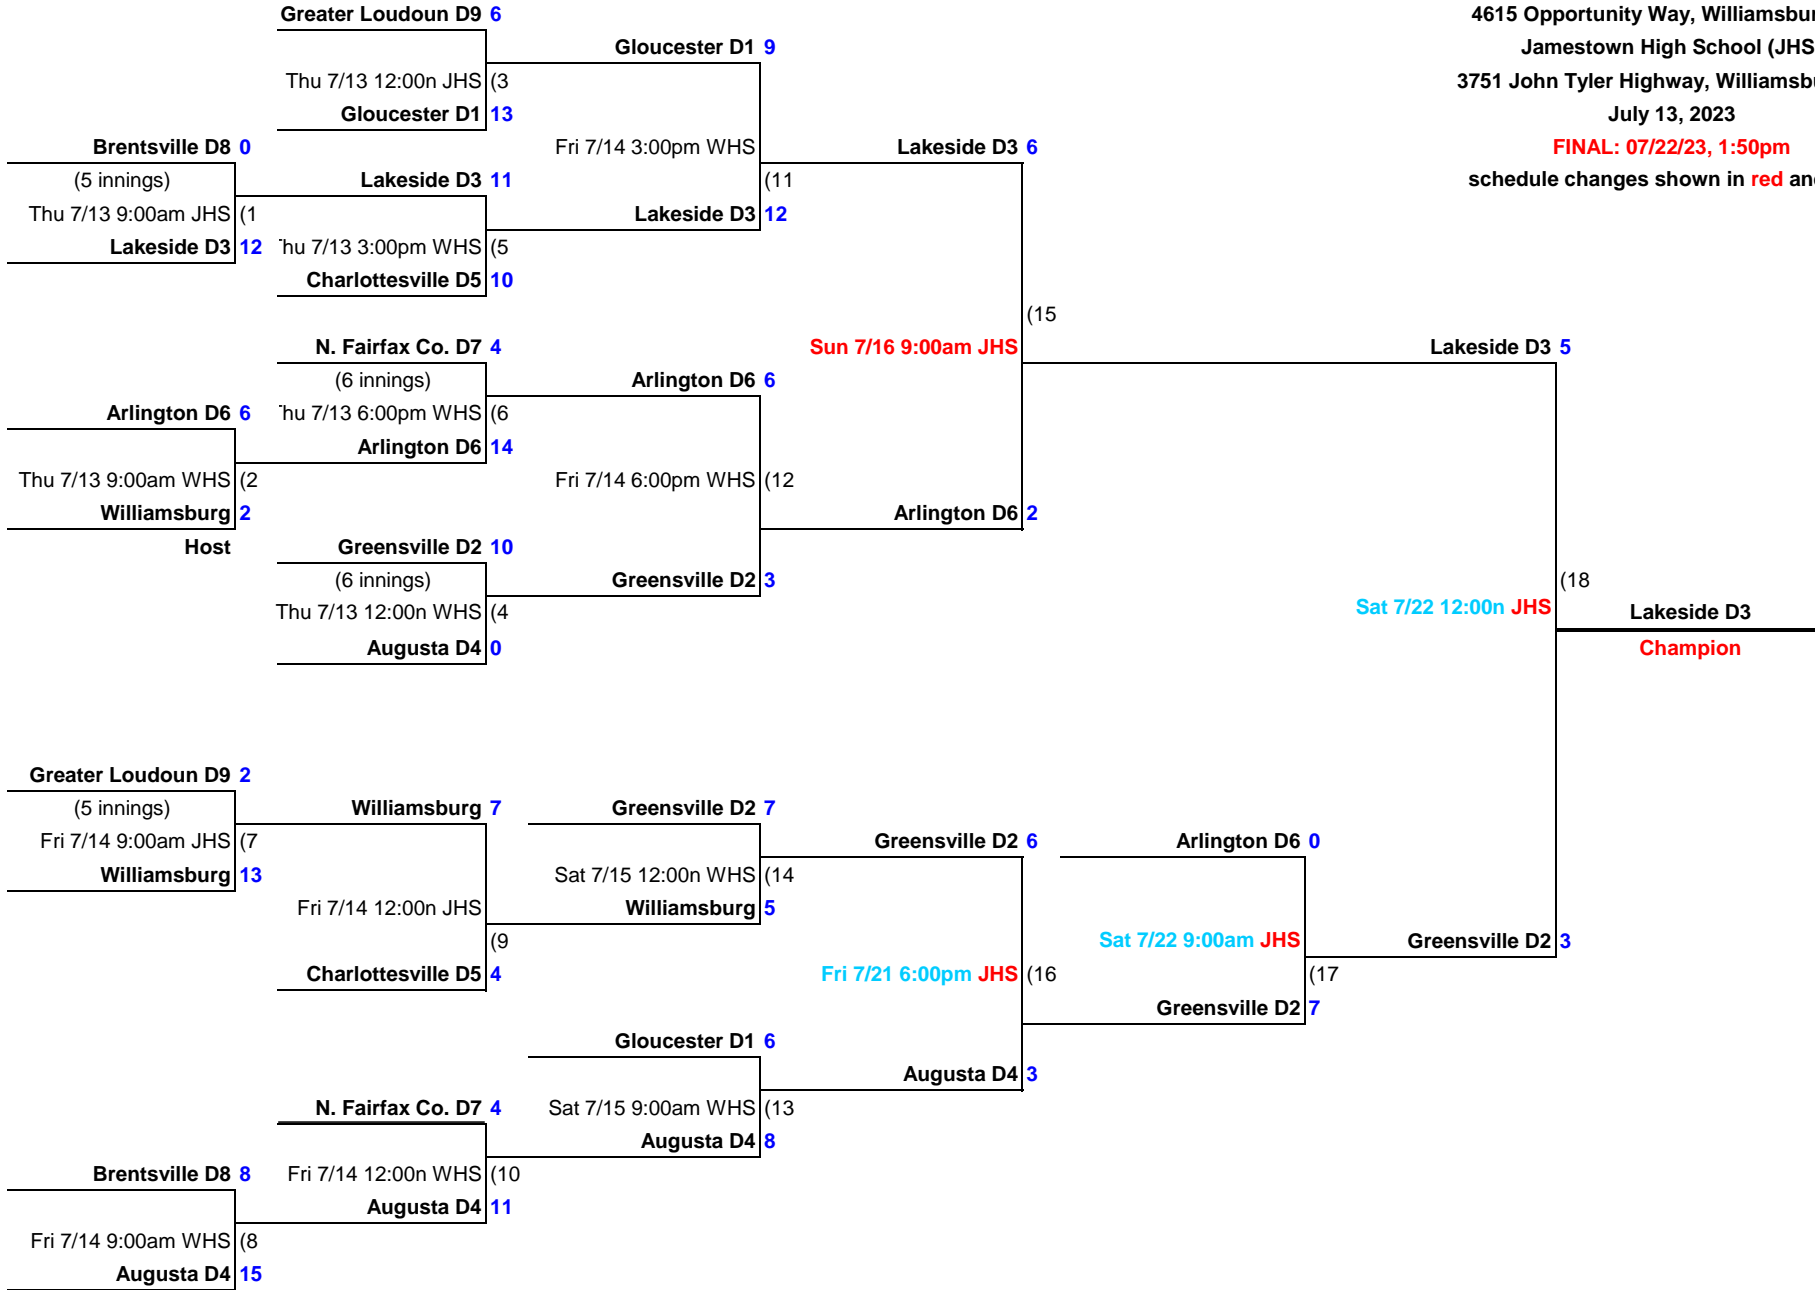 Greater Loudoun D9 6
4615 Opportunity Way, Williamsbur
Gloucester D1 9
Jamestown High School (JHS
Thu 7/13 12:00n JHS (3
3751 John Tyler Highway, Williamsbu
Gloucester D1 13
July 13, 2023
Brentsville D8 0
Fri 7/14 3:00pm WHS
Lakeside D3 6
FINAL: 07/22/23, 1:50pm
(5 innings)
Lakeside D3 11
(11
schedule changes shown in red an
Thu 7/13 9:00am JHS (1
Lakeside D3 12
Lakeside D3 12
hu 7/13 3:00pm WHS (5
Charlottesville D5 10
(15
N. Fairfax Co. D7 4
Sun 7/16 9:00am JHS
Lakeside D3 5
(6 innings)
Arlington D6 6
Arlington D6 6
hu 7/13 6:00pm WHS (6
Arlington D6 14
Thu 7/13 9:00am WHS (2
Fri 7/14 6:00pm WHS (12
Williamsburg 2
Arlington D6 2
Host
Greensville D2 10
(6 innings)
Greensville D2 3
(18
Thu 7/13 12:00n WHS (4
Sat 7/22 12:00n JHS
Lakeside D3
Augusta D4 0
Champion
Greater Loudoun D9 2
(5 innings)
Williamsburg 7
Greensville D2 7
Fri 7/14 9:00am JHS (7
Greensville D2 6
Arlington D6 0
Williamsburg 13
Sat 7/15 12:00n WHS (14
Fri 7/14 12:00n JHS
Williamsburg 5
(9
Sat 7/22 9:00am JHS
Greensville D2 3
Charlottesville D5 4
Fri 7/21 6:00pm JHS (16
(17
Greensville D2 7
Gloucester D1 6
Augusta D4 3
N. Fairfax Co. D7 4
Sat 7/15 9:00am WHS (13
Augusta D4 8
Brentsville D8 8
Fri 7/14 12:00n WHS (10
Augusta D4 11
Fri 7/14 9:00am WHS (8
Augusta D4 15